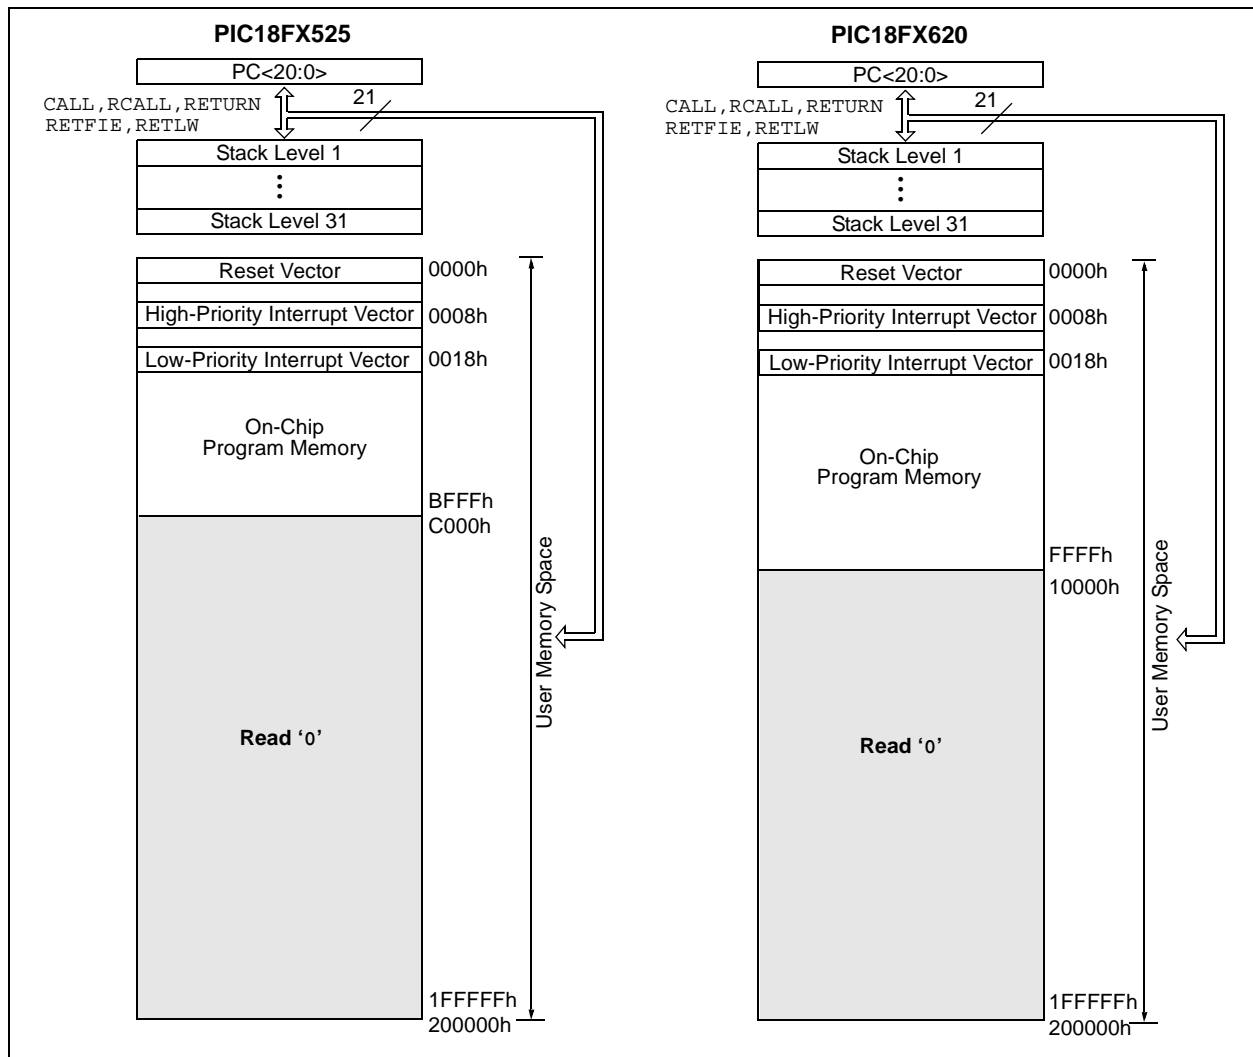 PIC18FX525
PC<20:0>
CALL,RCALL,RETURN
RETFIE,RETLW
21
Stack Level 1
Stack Level 31
Reset Vector
0000h
High-Priority Interrupt Vector
0008h
Low-Priority Interrupt Vector
0018h
On-Chip
Program Memory
BFFFh
C000h
User Memory Space
Read ‘0’
1FFFFFh
200000h
PIC18FX620
PC<20:0>
CALL,RCALL,RETURN
RETFIE,RETLW
21
Stack Level 1
Stack Level 31
Reset Vector
0000h
High-Priority Interrupt Vector
0008h
Low-Priority Interrupt Vector
0018h
On-Chip
Program Memory
FFFFh
10000h
User Memory Space
Read ‘0’
1FFFFFh
200000h